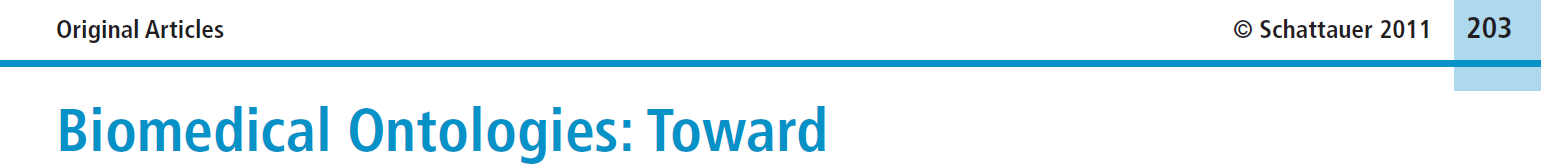 Original Articles © Schattauer 2011 203
Biomedical Ontologies: Toward